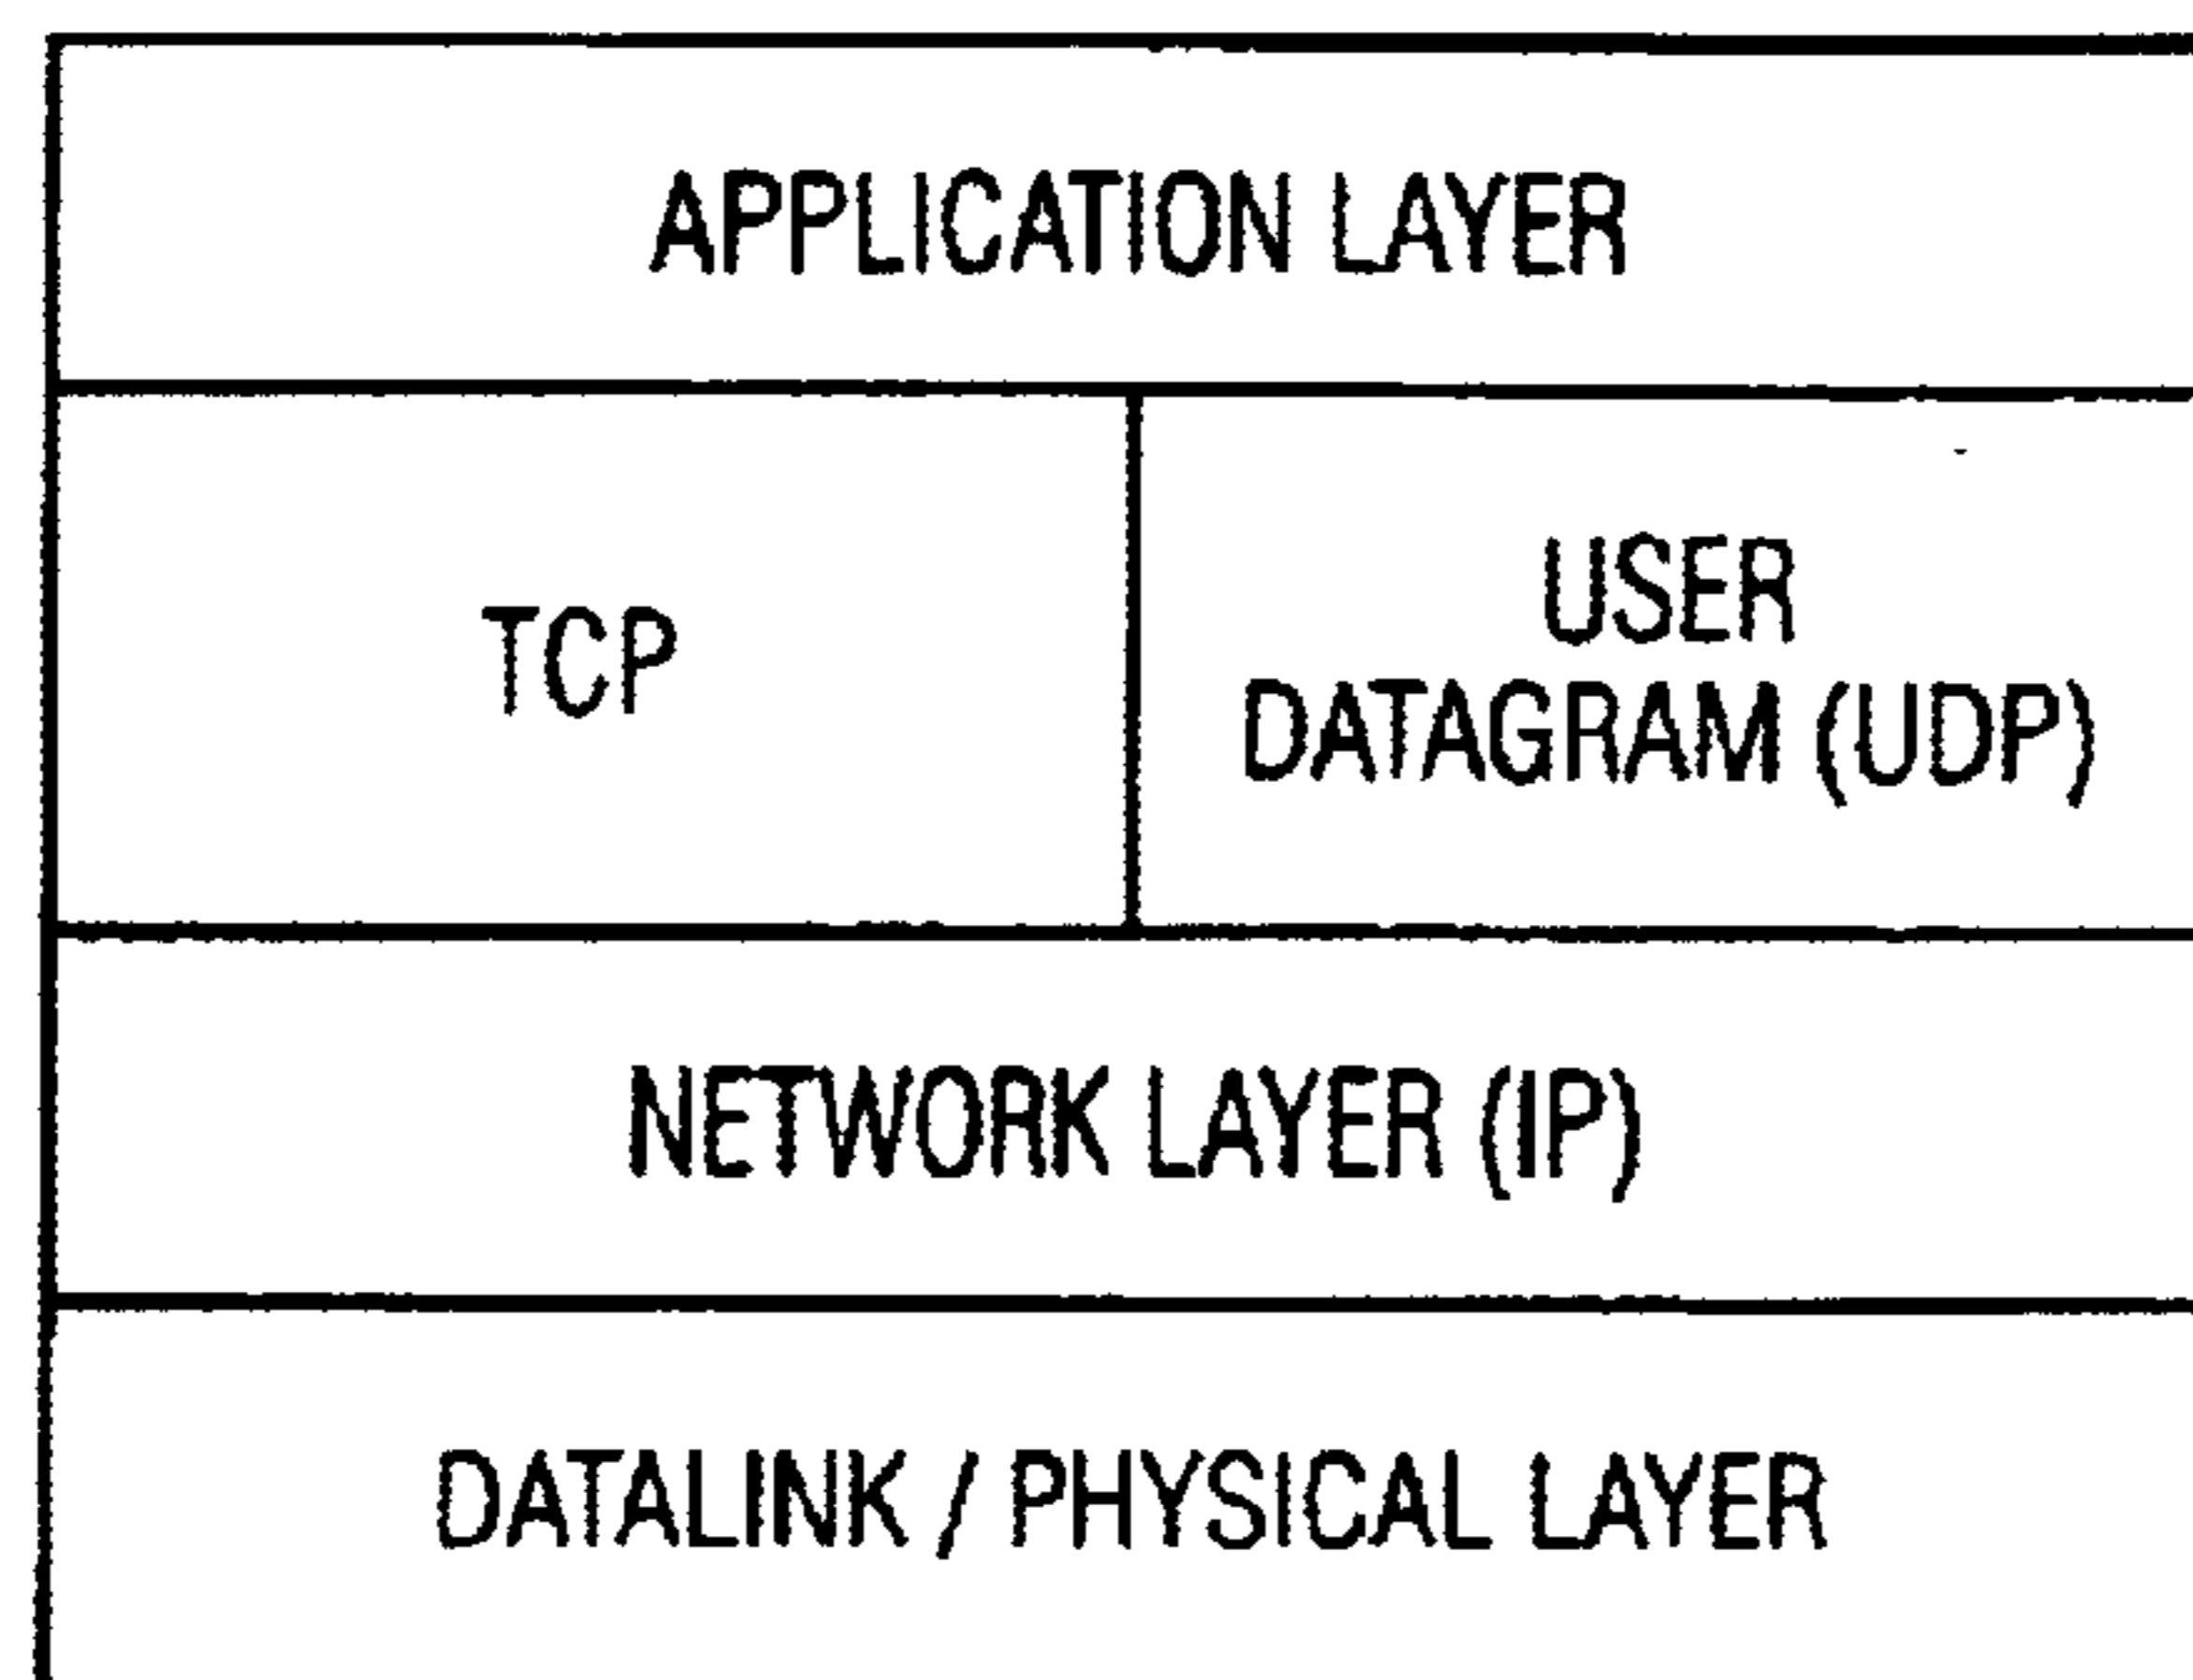 APPLICATION LAYER
TCP
USER
DATAGRAM (UDP)
NETWORK LAYER (IP)
DATALINK / PHYSICAL LAYER